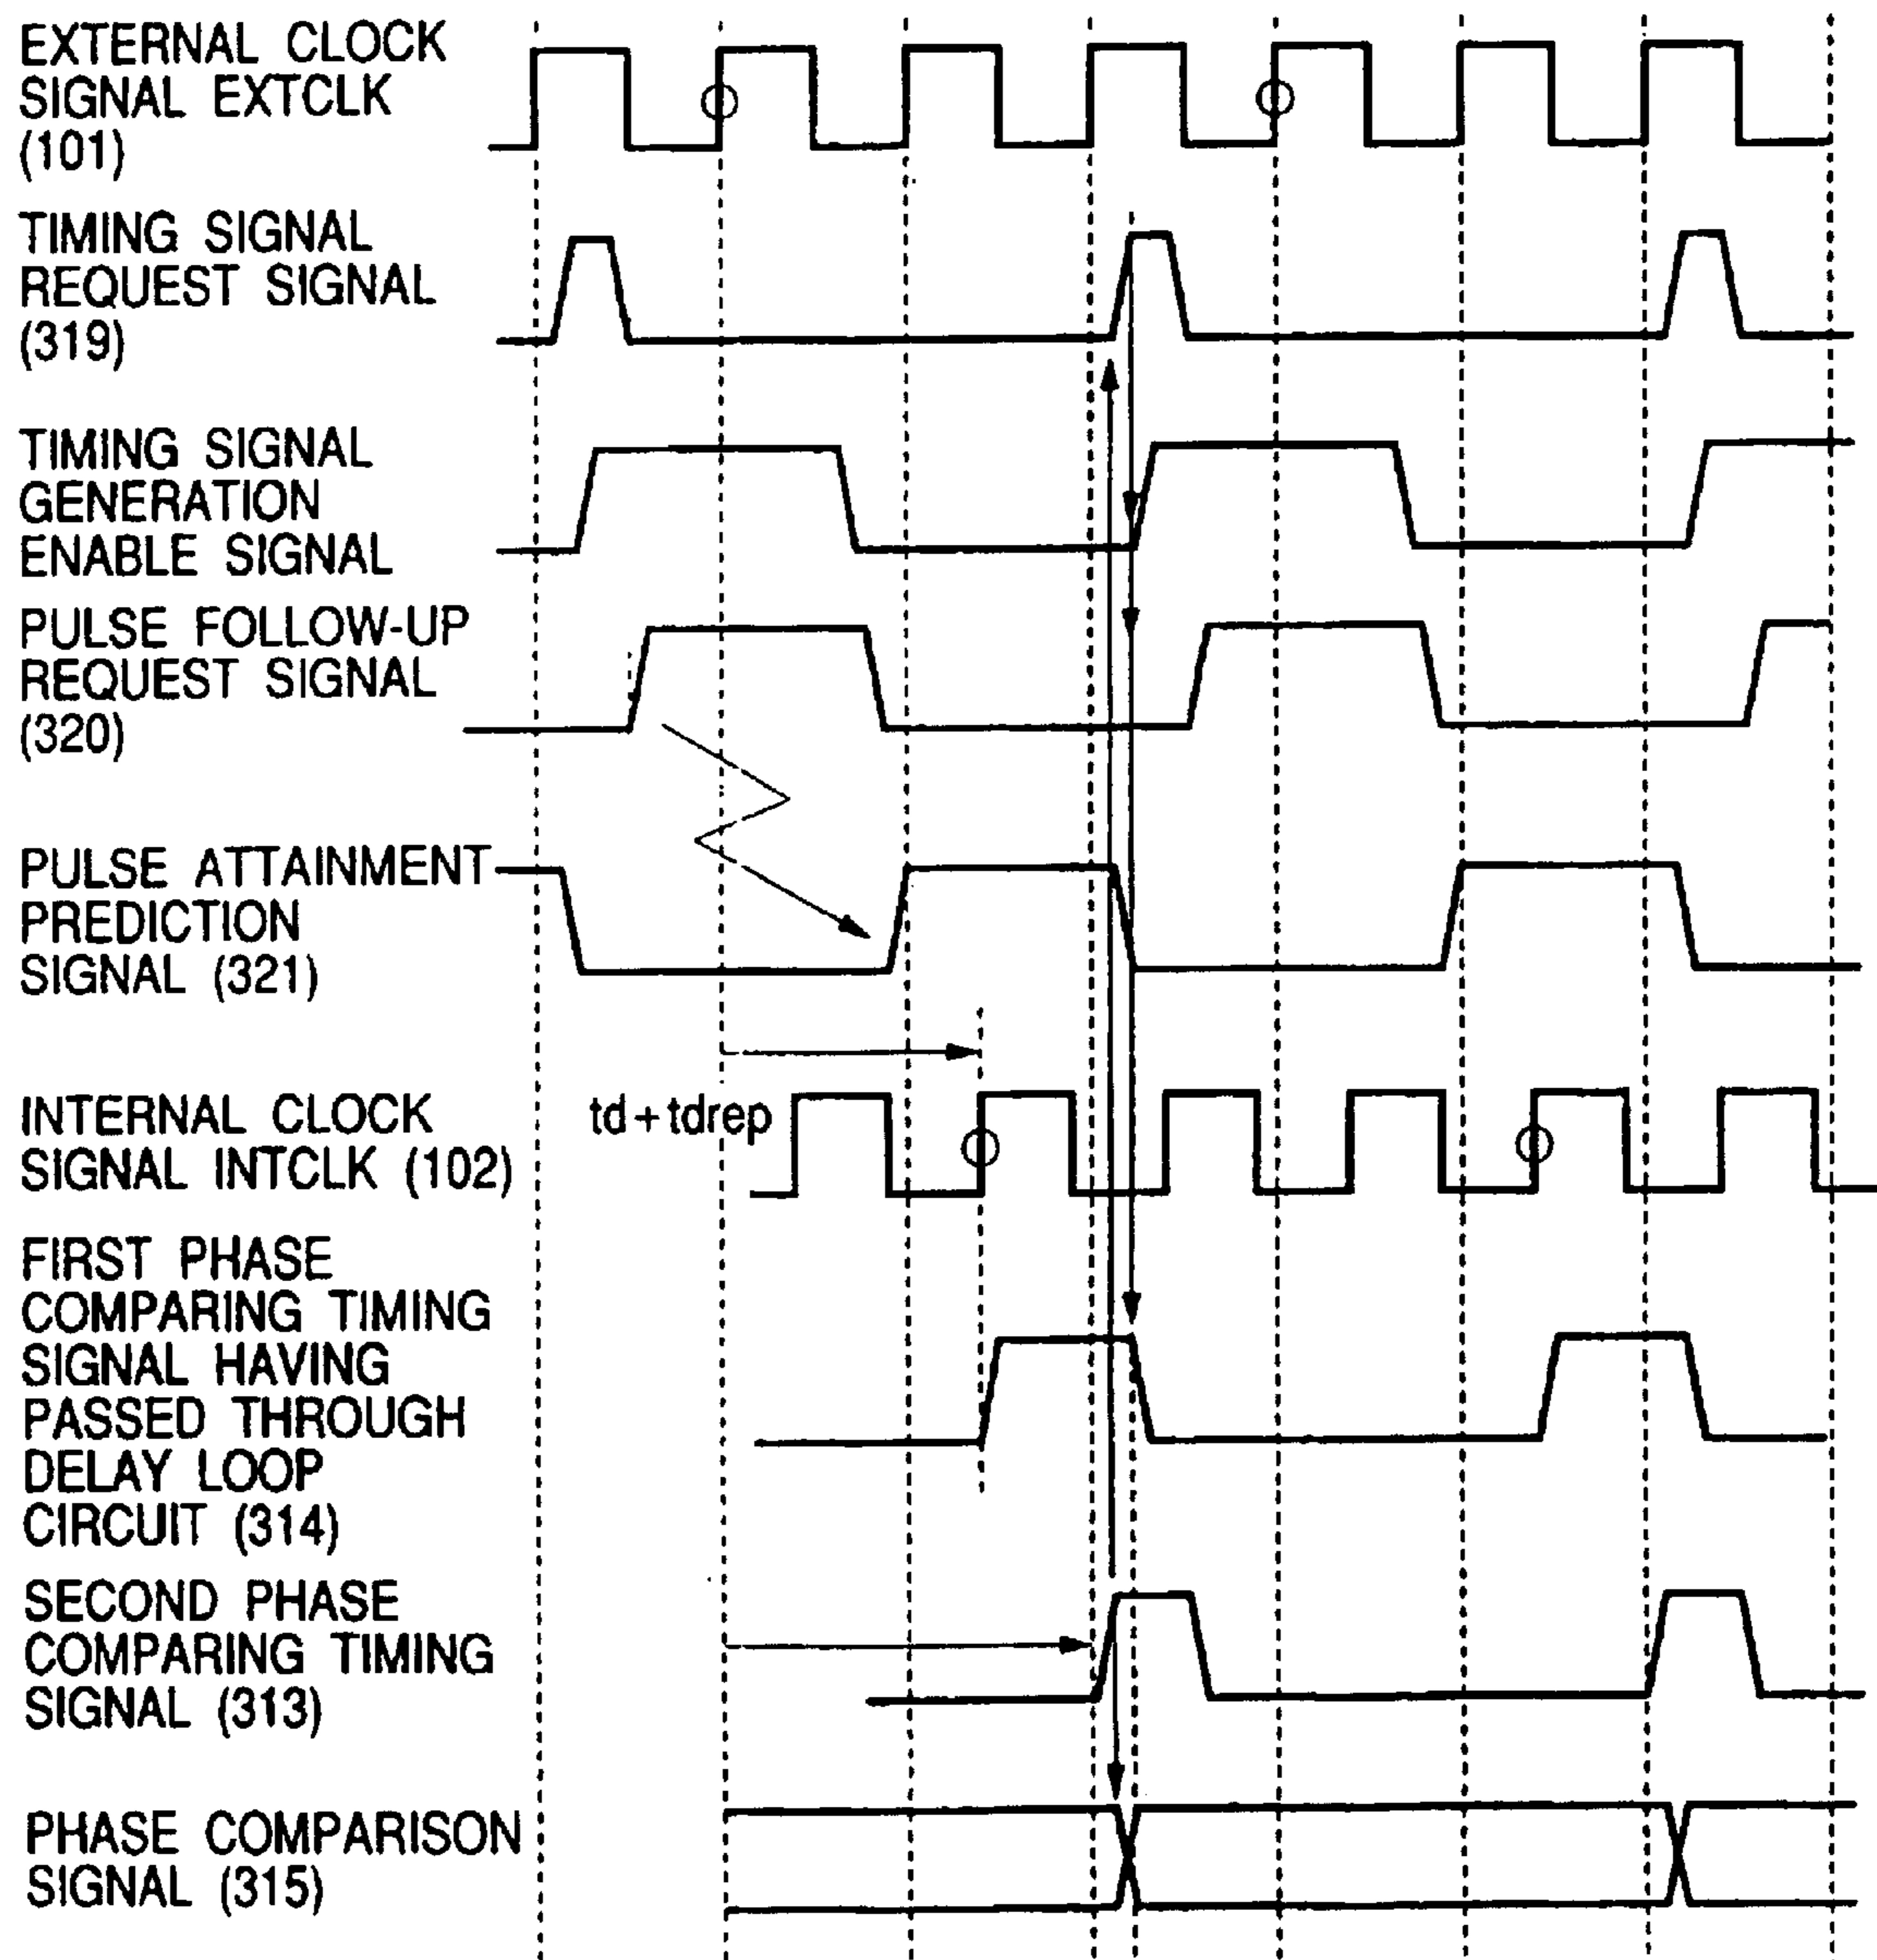 EXTERNAL CLOCK
SIGNAL EXTCLK
(101)
TIMING SIGNAL
REQUEST SIGNAL
(319)
TIMING SIGNAL
GENERATION
ENABLE SIGNAL
PULSE FOLLOW-UP
REQUEST SIGNAL
(320)
PULSE ATTAINMENT
PREDICTION
SIGNAL (321)
INTERNAL CLOCK
SIGNAL INTCLK (102)
td + tdrep
FIRST PHASE
COMPARING TIMING
SIGNAL HAVING
PASSED THROUGH
DELAY LOOP
CIRCUIT (314)
SECOND PHASE
COMPARING TIMING
SIGNAL (313)
PHASE COMPARISON
SIGNAL (315)